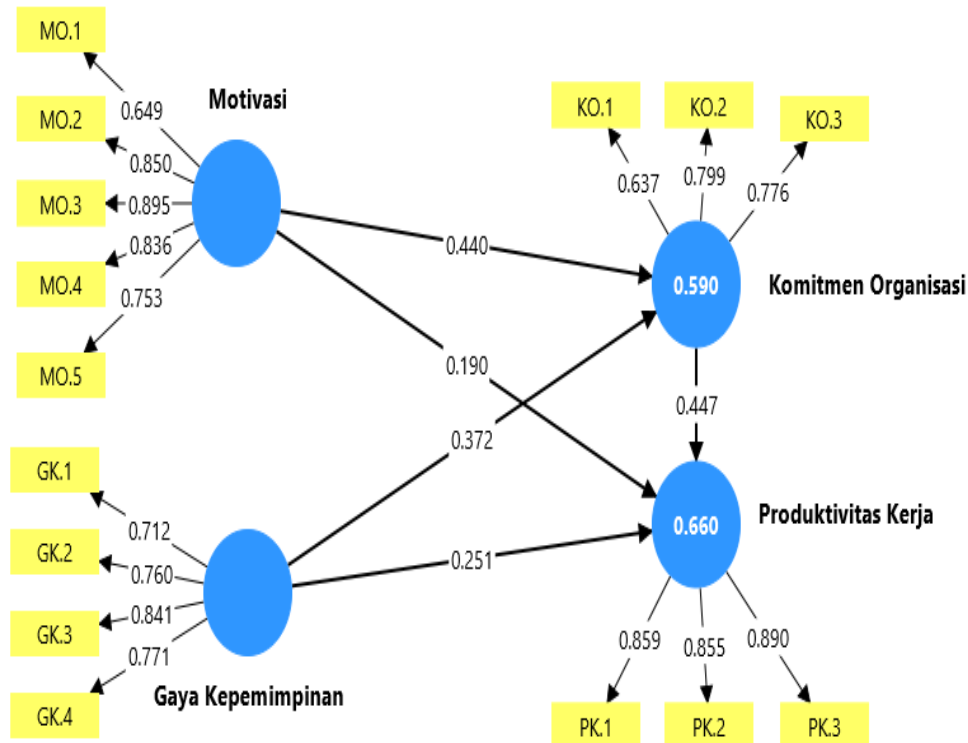 MO.1
MO.2
MO.3
MO.4
MO.5
0.649
0.850
0.895
0.836
0.753
Motivasi
KO.1
KO.2
KO.3
0.637
0.799
0.776
0.590
Komitmen Organisasi
0.440
0.190
0.372
0.251
0.447
GK.1
GK.2
GK.3
GK.4
0.712
0.760
0.841
0.771
Gaya Kepemimpinan
0.660
Produktivitas Kerja
0.859
0.855
0.890
PK.1
PK.2
PK.3